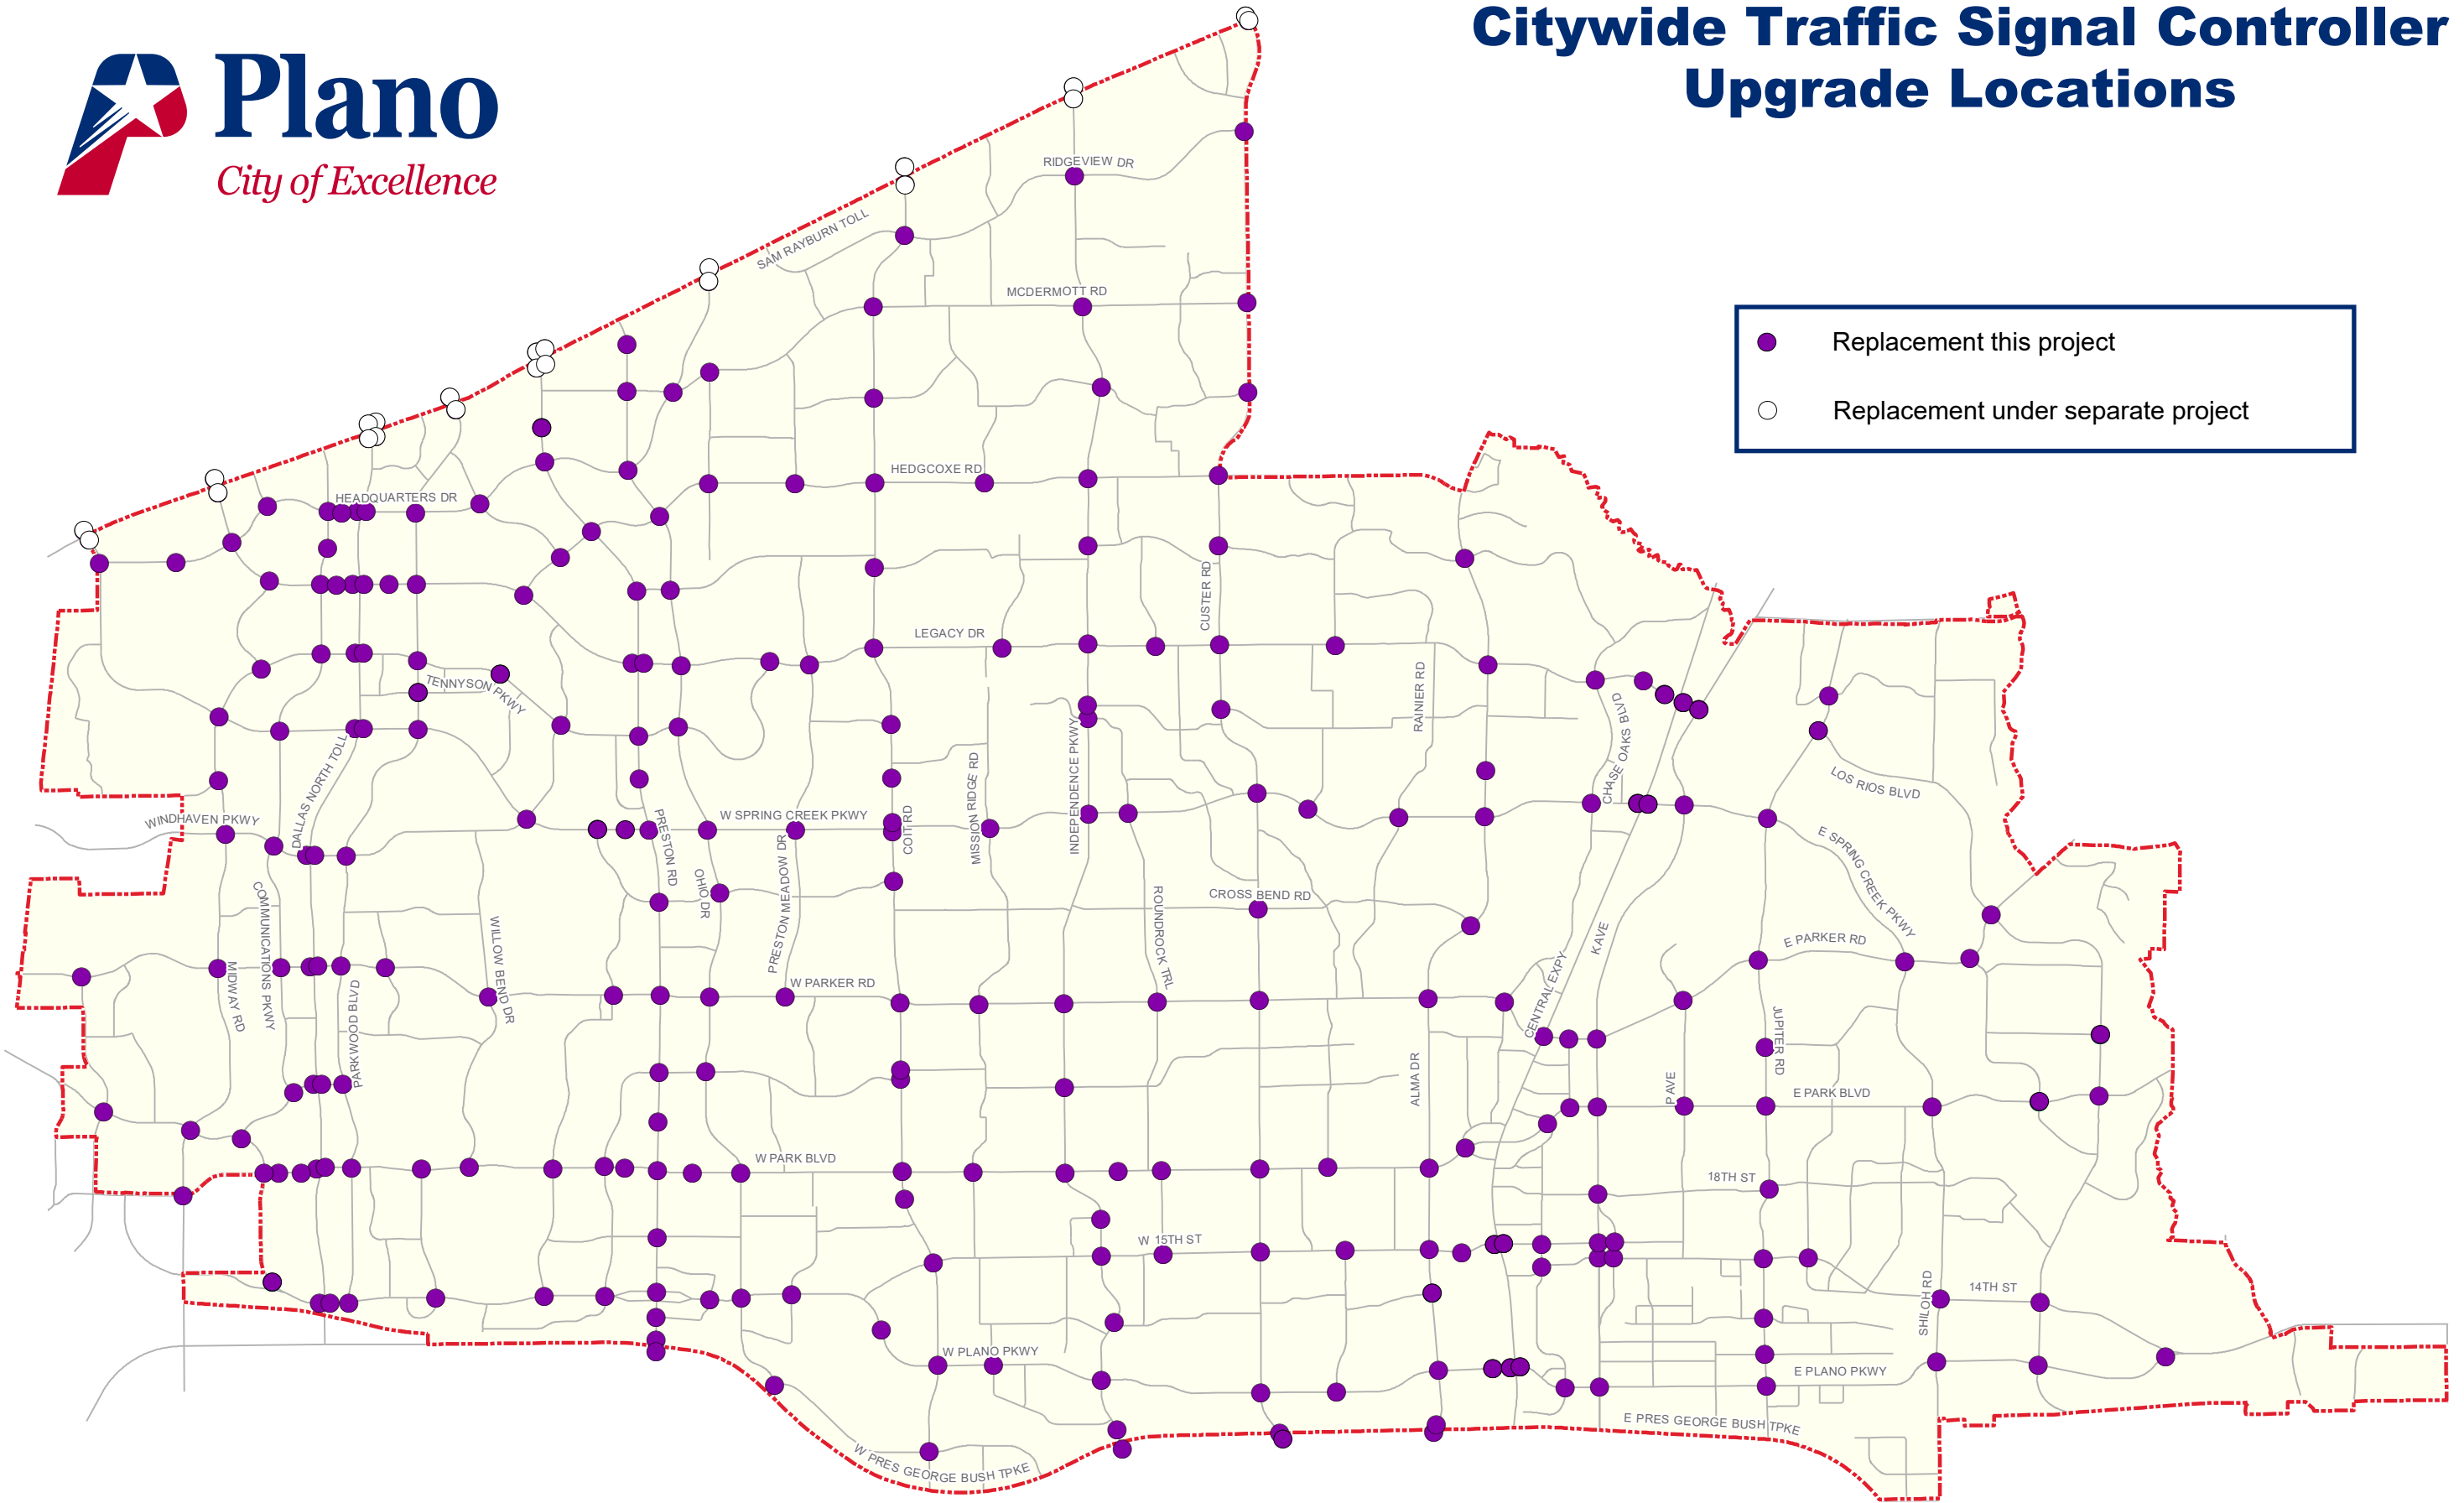 Citywide Traffic Signal Controller
Upgrade Locations
Plano
City of Excellence
Replacement this project
Replacement under separate project
RIDGEVIEW DR
SAM RAYBURN TOLL
MCDERMOTT RD
HEDGCOXE RD
HEADQUARTERS DR
CUSTER RD
LEGACY DR
RAINIER RD
TENNYSON PKWY
CHASE OAKS BLVD
DALLAS NORTH TOLL
INDEPENDENCE PKWY
MISSION RIDGE RD
LOS RIOS BLVD
WINDHAVEN PKWY
PRESTON RD
W SPRING CREEK PKWY
COIT RD
E SPRING CREEK PKWY
PRESTON MEADOW DR
OHIO DR
COMMUNICATIONS PKWY
CROSS BEND RD
ROUNDROCK TRL
WILLOW BEND DR
K AVE
E PARKER RD
MIDWAY RD
PARKWOOD BLVD
W PARKER RD
CENTRAL EXPY
JUPITER RD
ALMA DR
P AVE
E PARK BLVD
W PARK BLVD
18TH ST
W 15TH ST
SHILOH RD
14TH ST
W PLANO PKWY
E PLANO PKWY
E PRES GEORGE BUSH TPKE
W PRES GEORGE BUSH TPKE